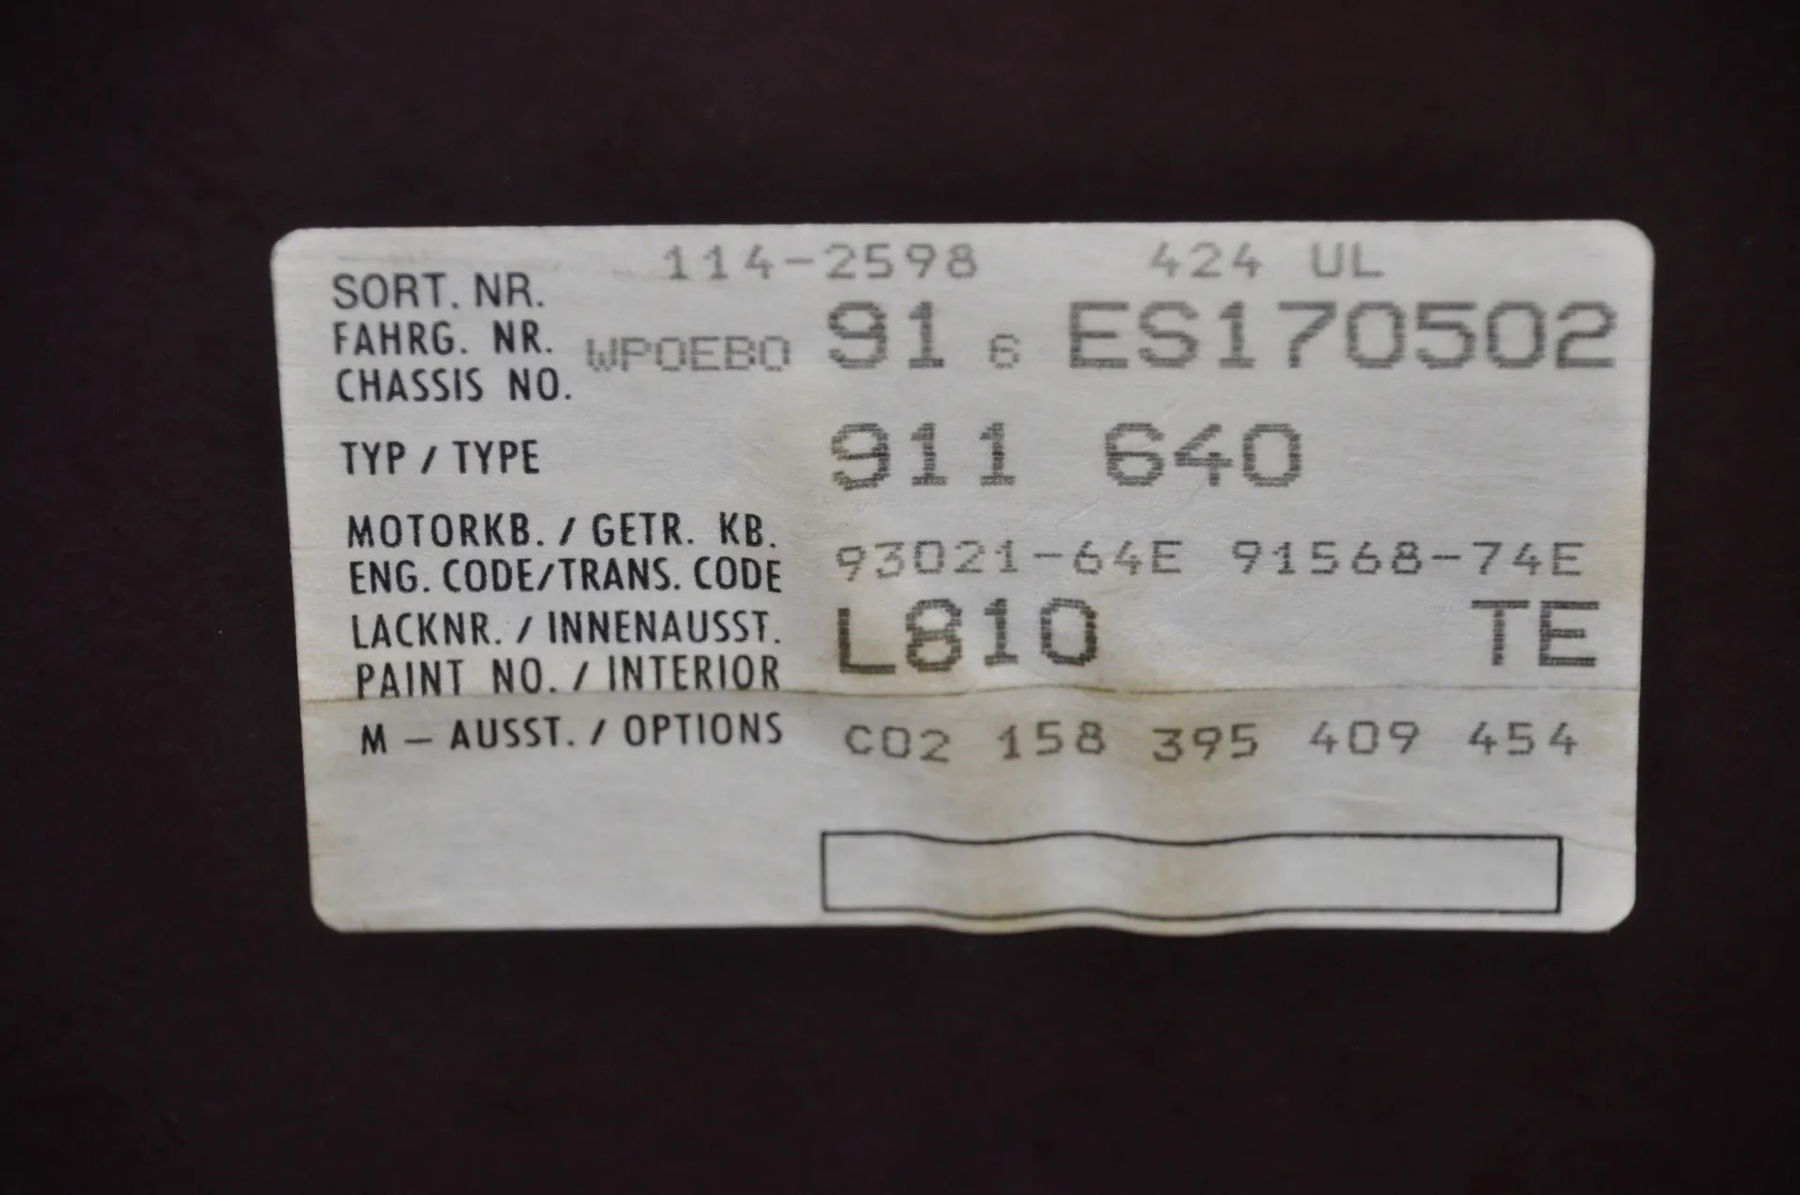 114-2598 424 UL
SORT. NR.
FAHRG. NR.
CHASSIS NO. WP0EB0 91 6 ES170502
TYP / TYPE 911 640
MOTORKB. / GETR. KB.
ENG. CODE/TRANS. CODE 93021-64E 91568-74E
LACKNR. / INNENAUSST.
PAINT NO. / INTERIOR L810 TE
M – AUSST. / OPTIONS C02 158 395 409 454